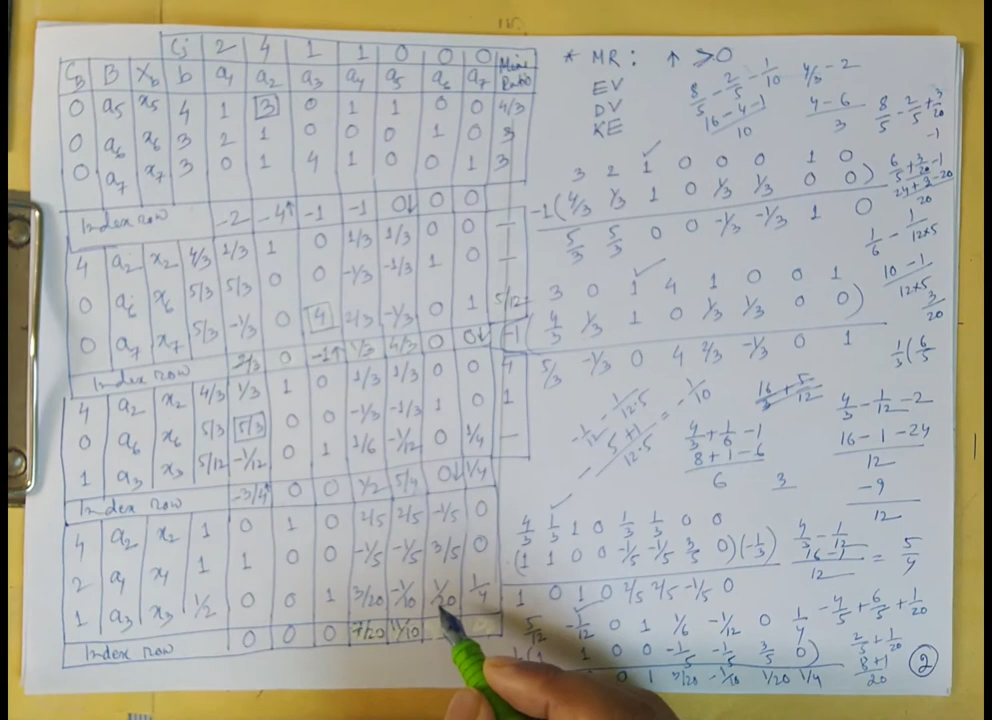 Cj 2 4 1 1 0 0 0 Mini
CB B Xb b a1 a2 a3 a4 a5 a6 a7 Ratio
0 a5 x5 4 1 3 0 1 1 0 0 4/3
0 a6 x6 3 2 1 0 0 0 1 0 3
0 a7 x7 3 0 1 4 1 0 0 1 3
Index row -2 -4↑ -1 -1 0↓ 0 0
4 a2 x2 4/3 1/3 1 0 1/3 1/3 0 0 —
0 a6 x6 5/3 5/3 0 0 -1/3 -1/3 1 0 —
0 a7 x7 5/3 -1/3 0 4 2/3 -1/3 0 1 5/12
Index row -2/3 0 -1↑ 1/3 4/3 0 0↓
4 a2 x2 4/3 1/3 1 0 1/3 1/3 0 0 4
0 a6 x6 5/3 5/3 0 0 -1/3 -1/3 1 0 1
1 a3 x3 5/12 -1/12 0 1 1/6 -1/12 0 1/4 —
Index row -3/4↑ 0 0 1/2 5/4 0↓ 1/4
4 a2 x2 1 0 1 0 2/5 2/5 -1/5 0
2 a1 x1 1 1 0 0 -1/5 -1/5 3/5 0
1 a3 x3 1/2 0 0 1 3/20 -1/10 1/20 1/4
Index row 0 0 0 7/20 11/10
* MR: ↑ >0
EV
DV
KE
8/5 - 2/5 - 1/10
16-4-1
10
4/3 - 2
4-6
3
8/5 - 2/5 + 3/20
-1
6/5 + 3/20 - 1
20
3 2 1 0 0 0 1 0
-1(4/3 1/3 1 0 1/3 1/3 0 0)
5/3 5/3 0 0 -1/3 -1/3 1 0
1/6 - 1/12×5
10-1
12×5
3
20
3 0 1 4 1 0 0 1
-1(4/3 1/3 1 0 1/3 1/3 0 0)
5/3 -1/3 0 4 2/3 -1/3 0 1
1/3(6/5
-1/12 - 1/12.5
- 5+1/12.5 = -1/10
16/3 + 5/12
4/3 + 1/6 - 1
8+1-6
6
3
4/3 - 1/12 - 2
16-1-24
12
-9
12
4/3 1/3 1 0 1/3 1/3 0 0
(1 1 0 0 -1/5 -1/5 3/5 0)(-1/3)
1 0 1 0 2/5 2/5 -1/5 0
4/3 - 1/12
16-1
12
= 5/4
5/12 -1/12 0 1 1/6 -1/12 0 1/4
(1 1 0 0 -1/5 -1/5 3/5 0)
0 1 3/20 -1/10 1/20 1/4
-4/5 + 6/5 + 1/20
2/5 + 1/20
8+1
20
2